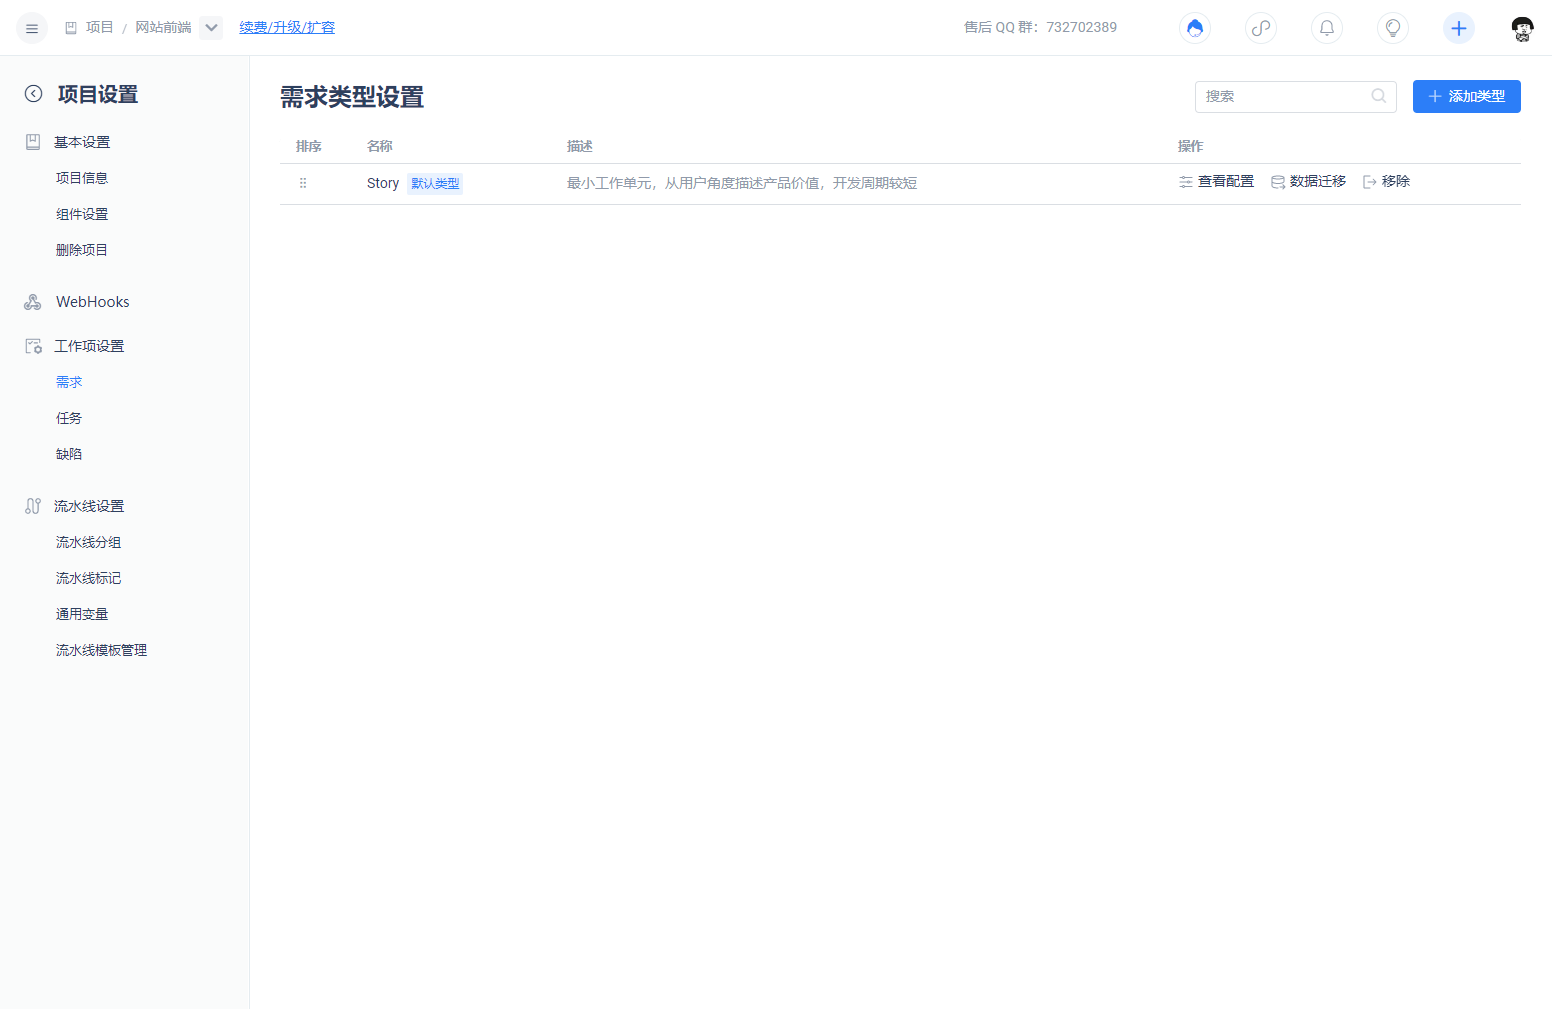 项目 / 网站前端 续费/升级/扩容 售后 QQ 群：732702389
项目设置
基本设置
项目信息
组件设置
删除项目
WebHooks
工作项设置
需求
任务
缺陷
流水线设置
流水线分组
流水线标记
通用变量
流水线模板管理
需求类型设置 搜索 添加类型
排序 名称 描述 操作
Story 默认类型 最小工作单元，从用户角度描述产品价值，开发周期较短 查看配置 数据迁移 移除